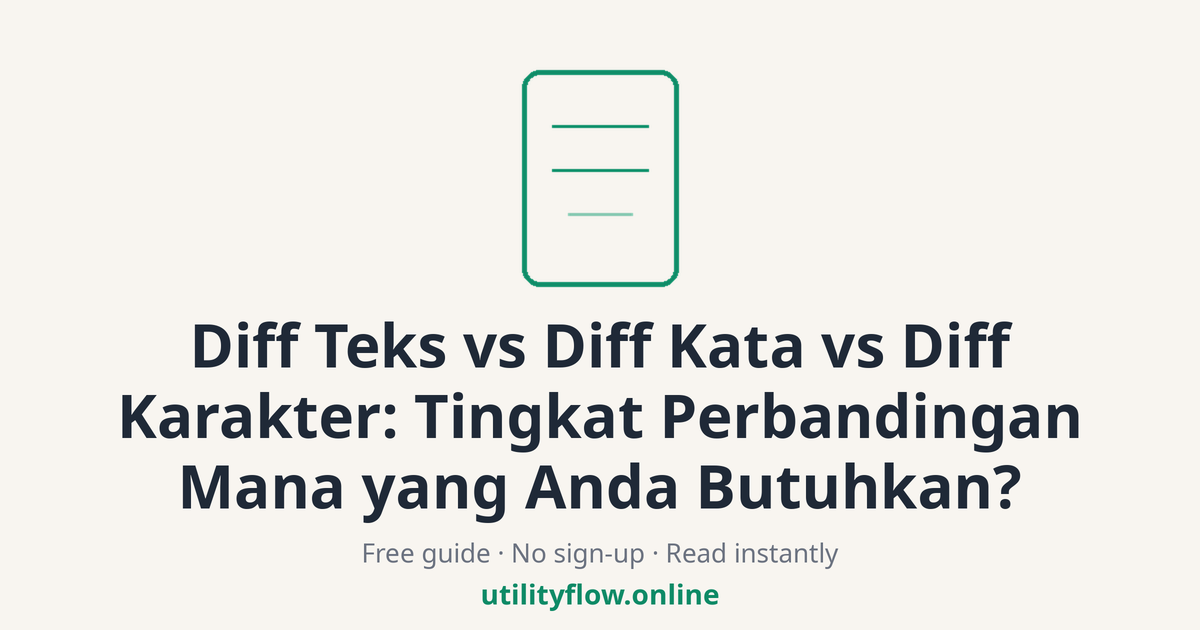 Diff Teks vs Diff Kata vs Diff
Karakter: Tingkat Perbandingan
Mana yang Anda Butuhkan?
Free guide · No sign-up · Read instantly
utilityflow.online